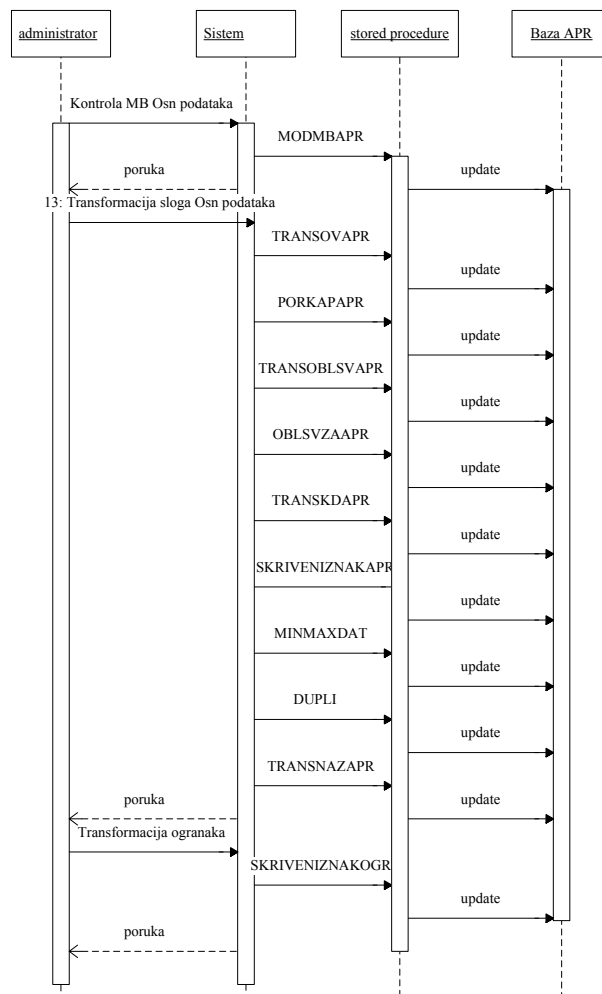 administrator
Sistem
stored procedure
Baza APR
Kontrola MB Osn podataka
MODMBAPR
poruka
update
13: Transformacija sloga Osn podataka
TRANSOVAPR
update
PORKAPAPR
update
TRANSOBLSVAPR
update
OBLSVZAAPR
update
TRANSKDAPR
update
SKRIVENIZNAKAPR
update
MINMAXDAT
update
DUPLI
update
TRANSNAZAPR
poruka
update
Transformacija ogranaka
SKRIVENIZNAKOGR
update
poruka